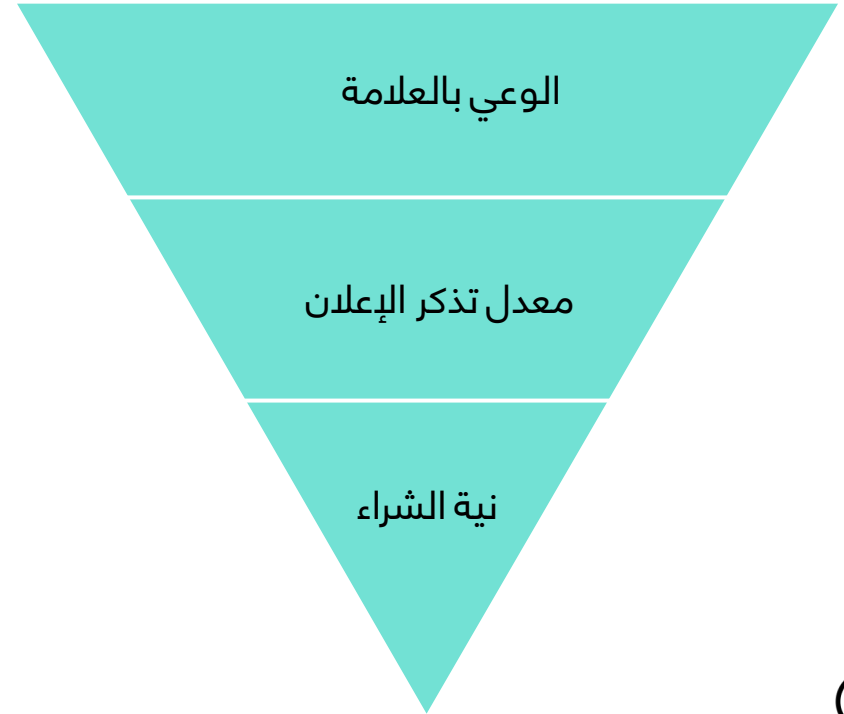 الوعي بالعلامة
معدل تذكر الإعلان
نية الشراء